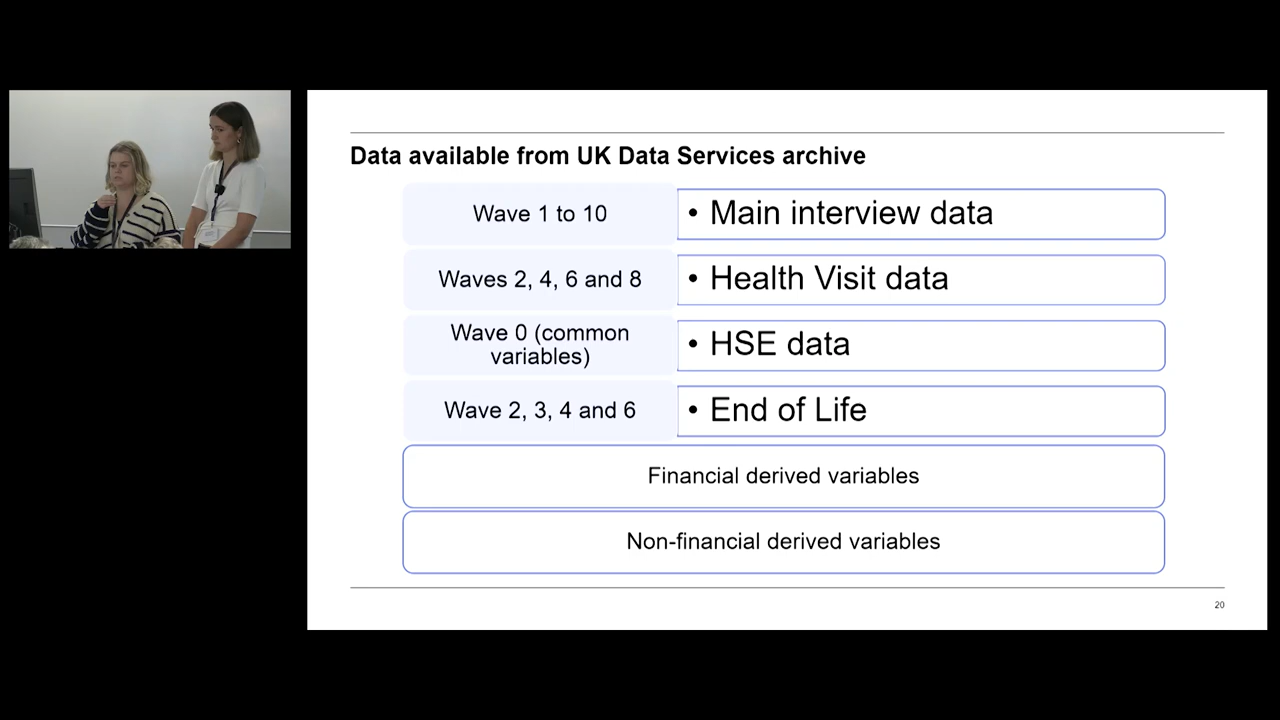 Data available from UK Data Services archive
Wave 1 to 10
• Main interview data
Waves 2, 4, 6 and 8
• Health Visit data
Wave 0 (common
variables)
• HSE data
Wave 2, 3, 4 and 6
• End of Life
Financial derived variables
Non-financial derived variables
20